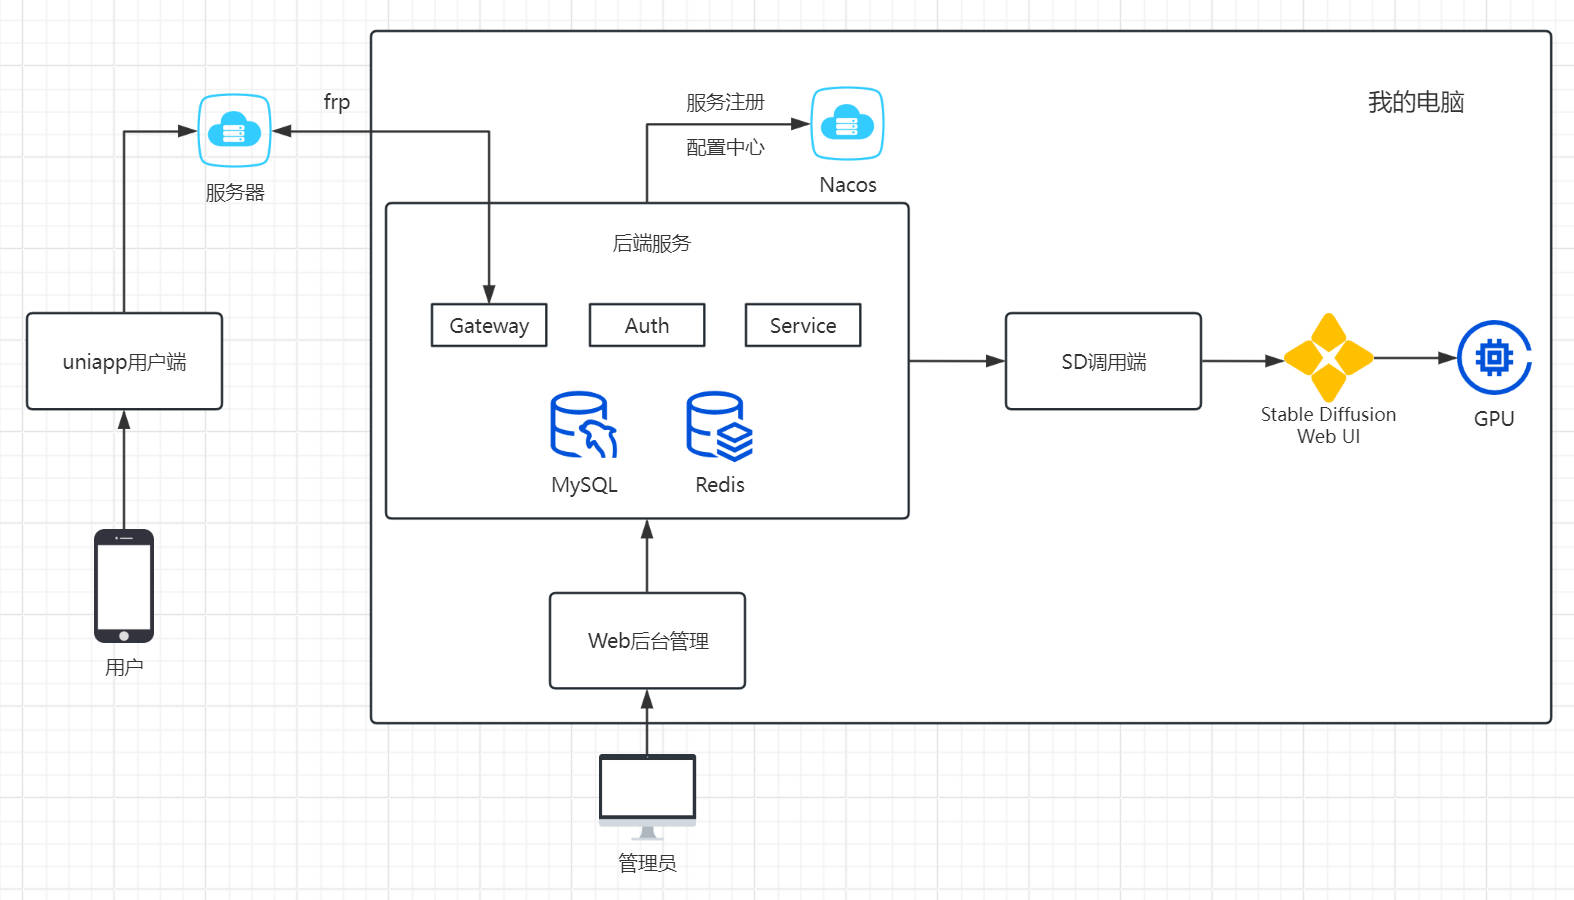 我的电脑
frp
服务注册
配置中心
服务器
Nacos
后端服务
Gateway
Auth
Service
uniapp用户端
SD调用端
Stable Diffusion
Web UI
GPU
MySQL
Redis
Web后台管理
用户
管理员